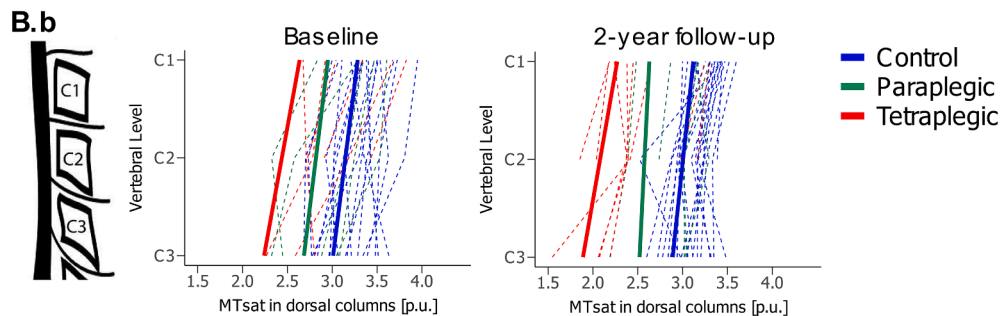 B.b
C1
C2
C3
Baseline
Vertebral Level
C1
C2
C3
1.5 2.0 2.5 3.0 3.5 4.0
MTsat in dorsal columns [p.u.]
2-year follow-up
Vertebral Level
C1
C2
C3
1.5 2.0 2.5 3.0 3.5 4.0
MTsat in dorsal columns [p.u.]
Control
Paraplegic
Tetraplegic